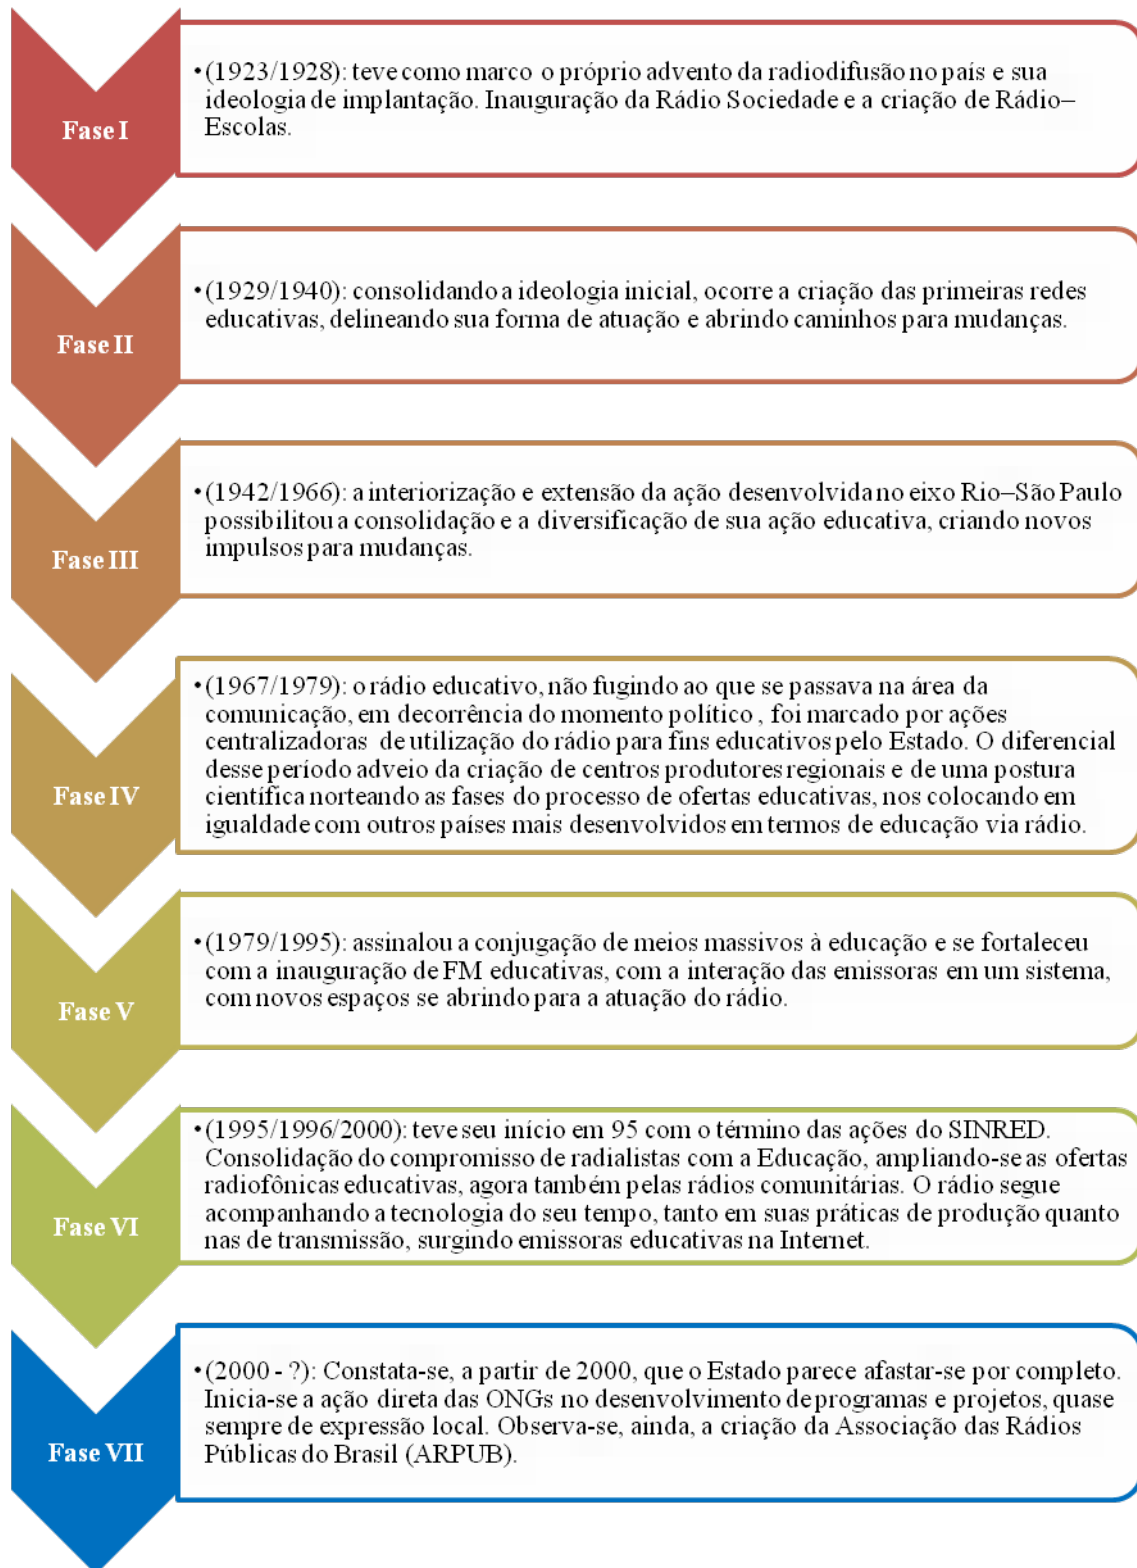 Fase I
•(1923/1928): teve como marco o próprio advento da radiodifusão no país e sua
ideologia de implantação. Inauguração da Rádio Sociedade e a criação de Rádio–
Escolas.
Fase II
•(1929/1940): consolidando a ideologia inicial, ocorre a criação das primeiras redes
educativas, delineando sua forma de atuação e abrindo caminhos para mudanças.
Fase III
•(1942/1966): a interiorização e extensão da ação desenvolvida no eixo Rio–São Paulo
possibilitou a consolidação e a diversificação de sua ação educativa, criando novos
impulsos para mudanças.
Fase IV
•(1967/1979): o rádio educativo, não fugindo ao que se passava na área da
comunicação, em decorrência do momento político , foi marcado por ações
centralizadoras de utilização do rádio para fins educativos pelo Estado. O diferencial
desse período adveio da criação de centros produtores regionais e de uma postura
científica norteando as fases do processo de ofertas educativas, nos colocando em
igualdade com outros países mais desenvolvidos em termos de educação via rádio.
Fase V
•(1979/1995): assinalou a conjugação de meios massivos à educação e se fortaleceu
com a inauguração de FM educativas, com a interação das emissoras em um sistema,
com novos espaços se abrindo para a atuação do rádio.
Fase VI
•(1995/1996/2000): teve seu início em 95 com o término das ações do SINRED.
Consolidação do compromisso de radialistas com a Educação, ampliando-se as ofertas
radiofônicas educativas, agora também pelas rádios comunitárias. O rádio segue
acompanhando a tecnologia do seu tempo, tanto em suas práticas de produção quanto
nas de transmissão, surgindo emissoras educativas na Internet.
Fase VII
•(2000 - ?): Constata-se, a partir de 2000, que o Estado parece afastar-se por completo.
Inicia-se a ação direta das ONGs no desenvolvimento de programas e projetos, quase
sempre de expressão local. Observa-se, ainda, a criação da Associação das Rádios
Públicas do Brasil (ARPUB).